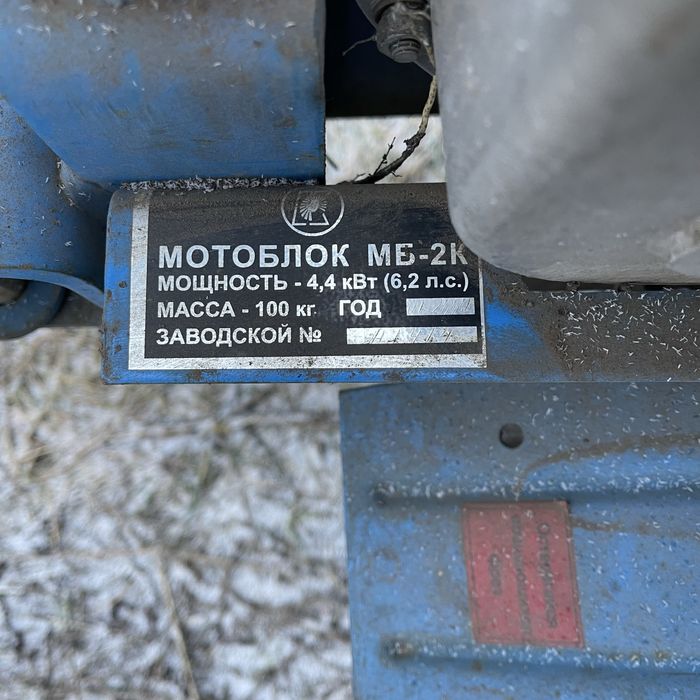 МОТОБЛОК МБ-2К
МОЩНОСТЬ - 4,4 кВт (6,2 л.с.)
МАССА - 100 кг ГОД
ЗАВОДСКОЙ №